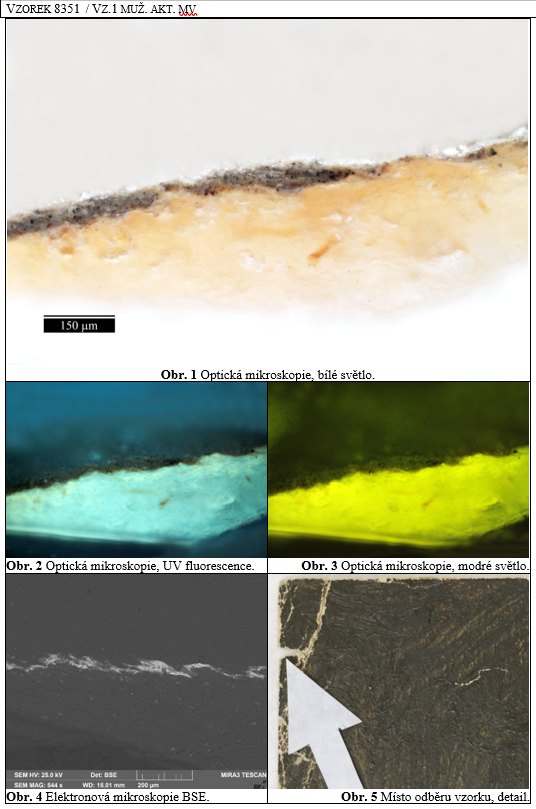 VZOREK 8351 / VZ.1 MUŽ. AKT. MV
150 µm
Obr. 1 Optická mikroskopie, bílé světlo.
Obr. 2 Optická mikroskopie, UV fluorescence.
Obr. 3 Optická mikroskopie, modré světlo.
SEM HV: 25.0 kV Det: BSE MIRA3 TESCAN
SEM MAG: 544 x WD: 15.01 mm 200 µm
Obr. 4 Elektronová mikroskopie BSE.
Obr. 5 Místo odběru vzorku, detail.